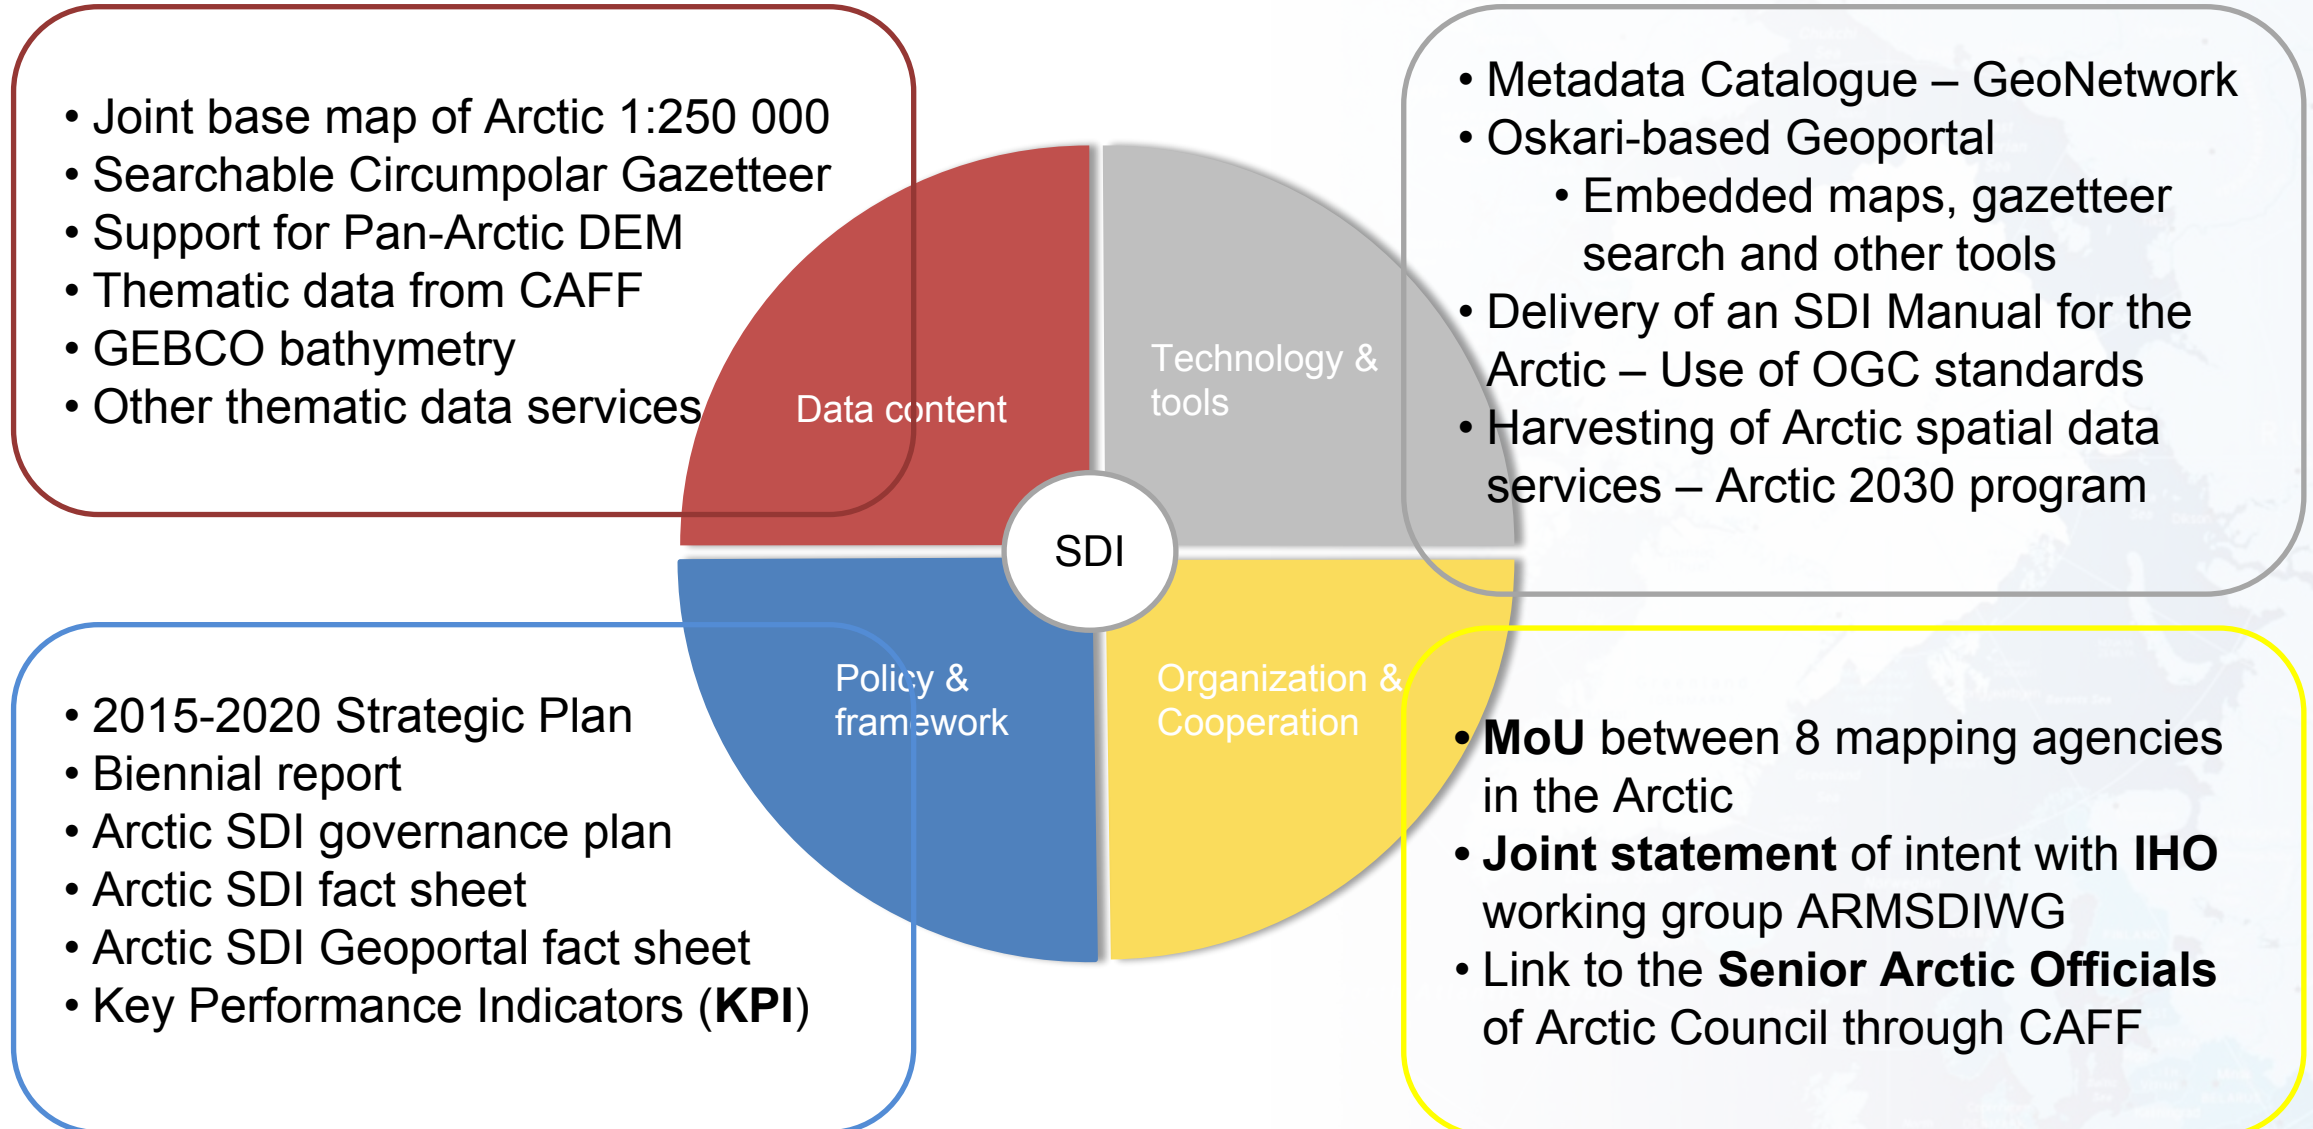 • Joint base map of Arctic 1:250 000
• Searchable Circumpolar Gazetteer
• Support for Pan-Arctic DEM
• Thematic data from CAFF
• GEBCO bathymetry
• Other thematic data services
Data content
Technology &
tools
• Metadata Catalogue – GeoNetwork
• Oskari-based Geoportal
• Embedded maps, gazetteer
search and other tools
• Delivery of an SDI Manual for the
Arctic – Use of OGC standards
• Harvesting of Arctic spatial data
services – Arctic 2030 program
SDI
• 2015-2020 Strategic Plan
• Biennial report
• Arctic SDI governance plan
• Arctic SDI fact sheet
• Arctic SDI Geoportal fact sheet
• Key Performance Indicators (KPI)
Policy &
framework
Organization &
Cooperation
• MoU between 8 mapping agencies
in the Arctic
• Joint statement of intent with IHO
working group ARMSDIWG
• Link to the Senior Arctic Officials
of Arctic Council through CAFF